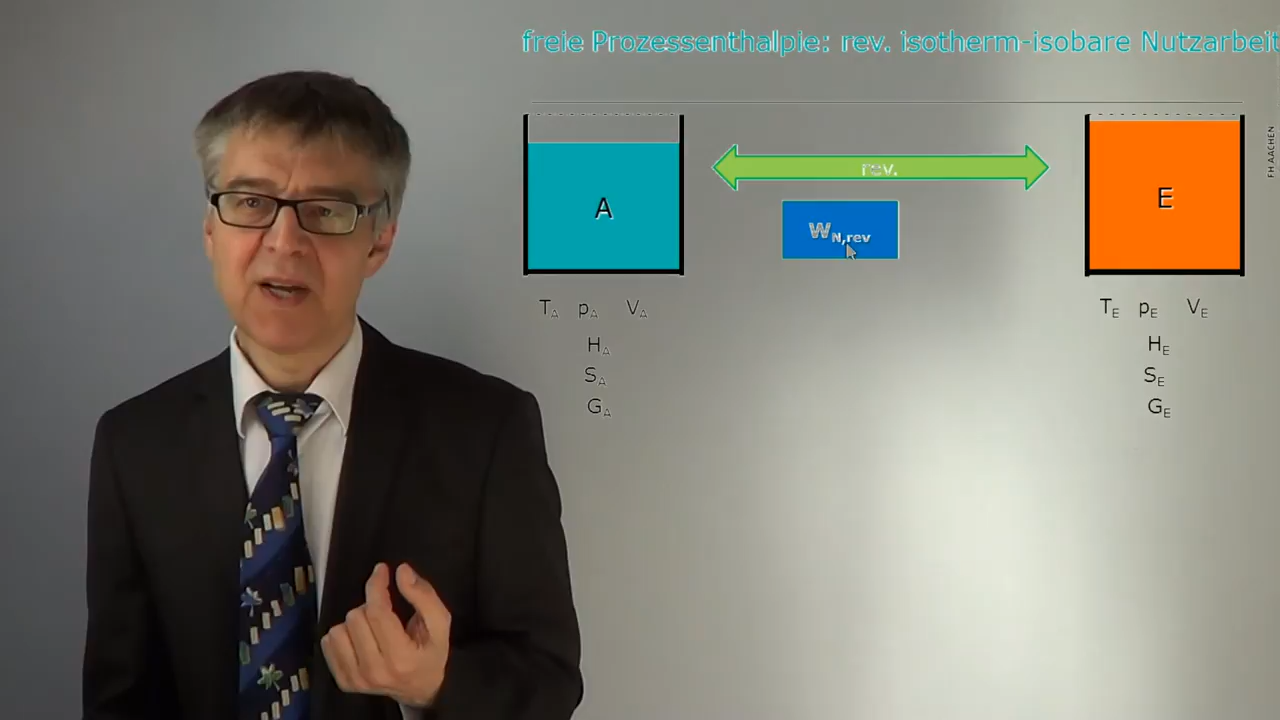 freie Prozessenthalpie: rev. isotherm-isobare Nutzarbeit
FH AACHEN
A
rev.
E
W_N,rev
T_A p_A V_A
T_E p_E V_E
H_A
H_E
S_A
S_E
G_A
G_E